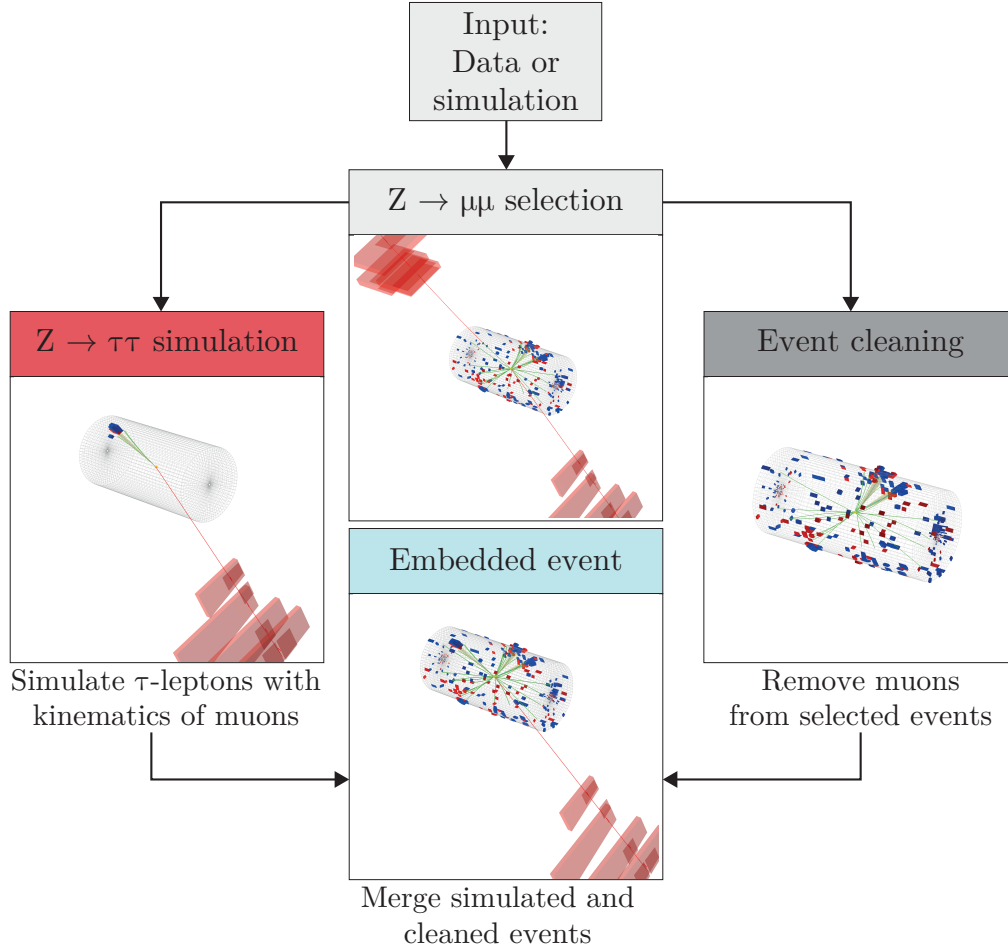 Input:
Data or
simulation
Z → μμ selection
Z → ττ simulation
Event cleaning
Embedded event
Simulate τ-leptons with
kinematics of muons
Remove muons
from selected events
Merge simulated and
cleaned events